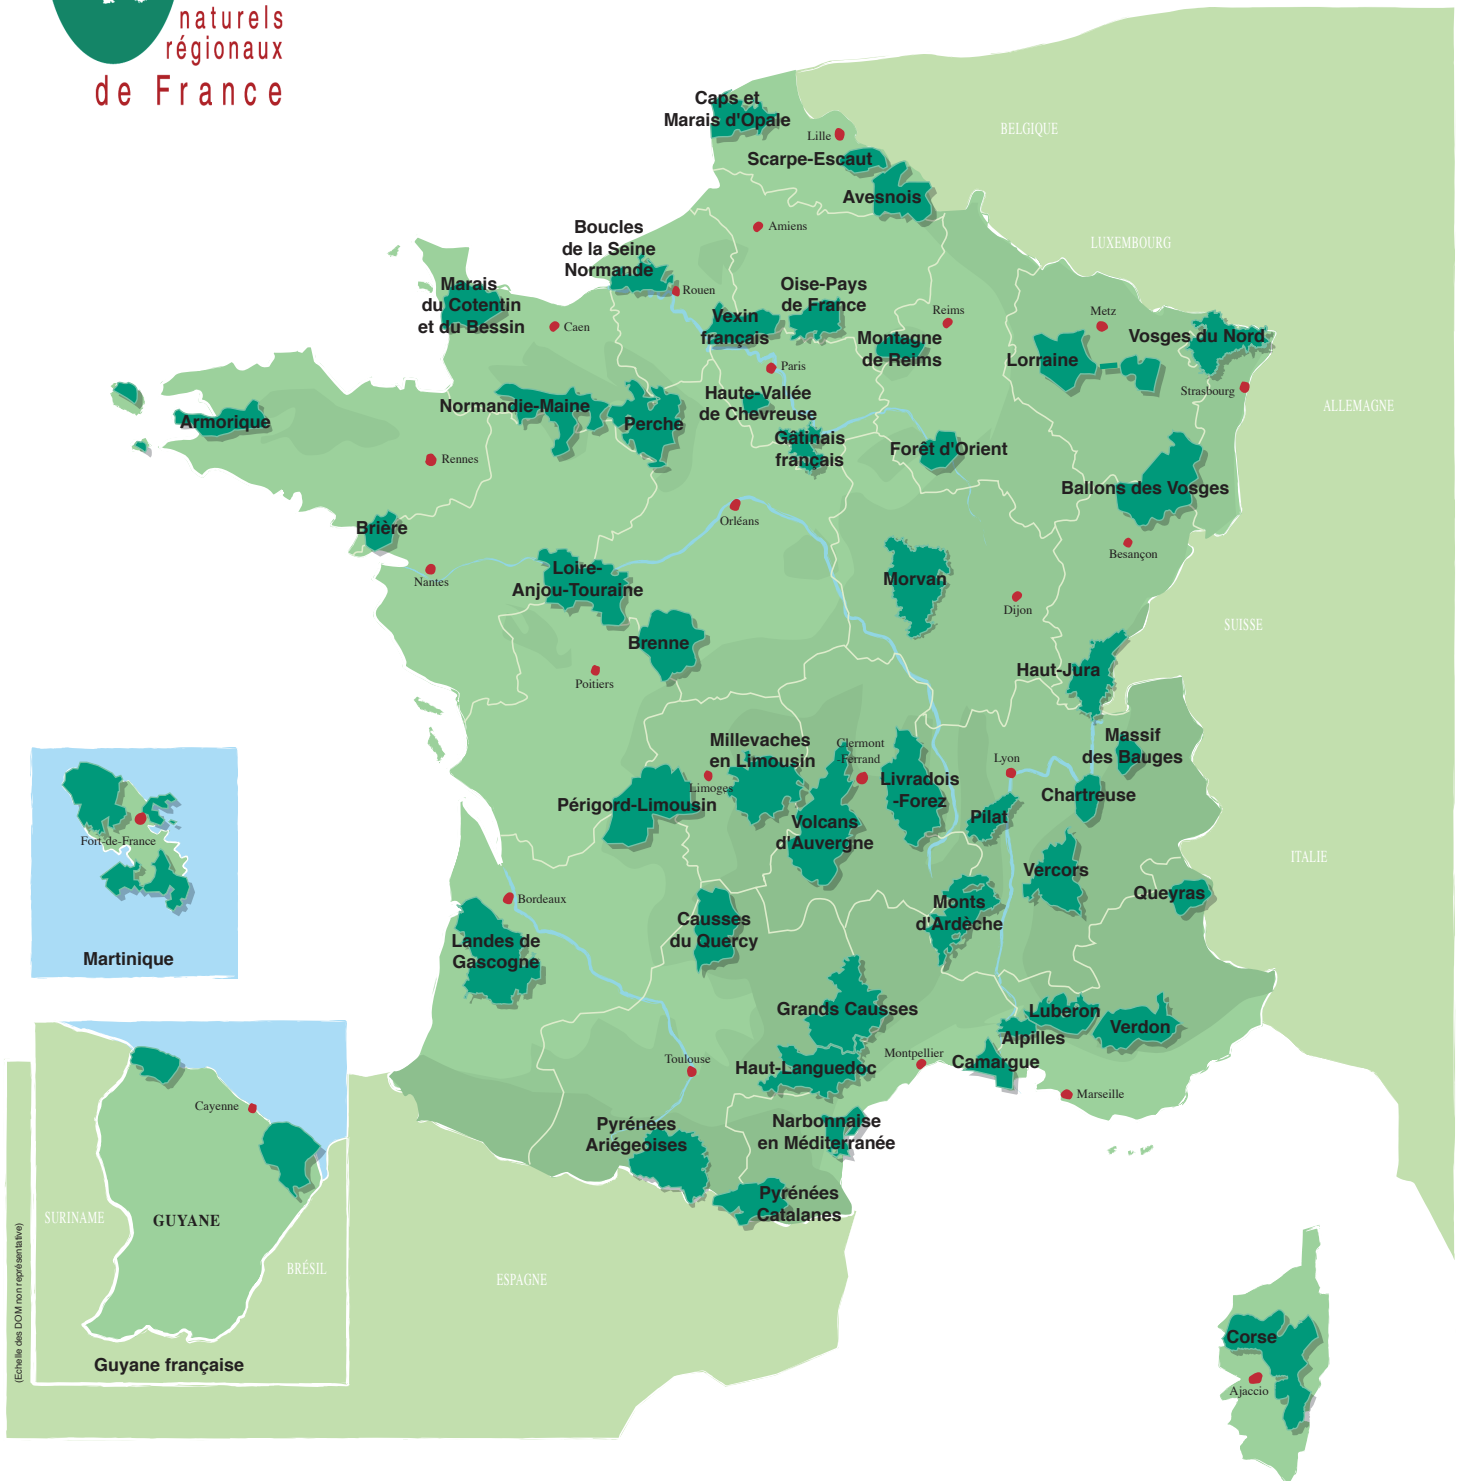 naturels
régionaux
de France
Caps et
Marais d'Opale
BELGIQUE
Lille
Scarpe-Escaut
Avesnois
Amiens
Boucles
de la Seine
Normande
LUXEMBOURG
Marais
du Cotentin
et du Bessin
Rouen
Oise-Pays
de France
Caen
Vexin
français
Reims
Metz
Montagne
de Reims
Vosges du Nord
Lorraine
Paris
Strasbourg
Haute-Vallée
de Chevreuse
ALLEMAGNE
Normandie-Maine
Armorique
Perche
Gâtinais
français
Forêt d'Orient
Rennes
Ballons des Vosges
Orléans
Brière
Besançon
Nantes
Loire-
Anjou-Touraine
Morvan
Dijon
SUISSE
Brenne
Haut-Jura
Poitiers
Millevaches
en Limousin
Clermont
-Ferrand
Massif
des Bauges
Lyon
Limoges
Livradois
-Forez
Chartreuse
Périgord-Limousin
Pilat
Volcans
d'Auvergne
Fort-de-France
ITALIE
Vercors
Queyras
Bordeaux
Monts
d'Ardèche
Causses
du Quercy
Landes de
Gascogne
Martinique
Grands Causses
Luberon
Verdon
Alpilles
Toulouse
Haut-Languedoc
Montpellier
Camargue
Marseille
Cayenne
Pyrénées
Ariégeoises
Narbonnaise
en Méditerranée
Pyrénées
Catalanes
SURINAME
GUYANE
BRÉSIL
ESPAGNE
(Echelle des DOM non représentative)
Guyane française
Corse
Ajaccio